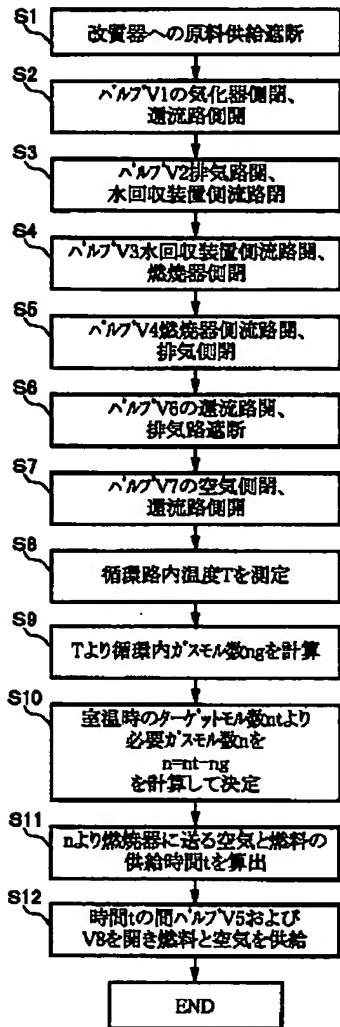 S1
改質器への原料供給遮断
S2
バルブV1の気化器側閉、
還流路側開
S3
バルブV2排気路開、
水回収装置側流路閉
S4
バルブV3水回収装置側流路開、
燃焼器側閉
S5
バルブV4燃焼器側流路開、
排気側閉
S6
バルブV6の還流路開、
排気路遮断
S7
バルブV7の空気側閉、
還流路側開
S8
循環路内温度Tを測定
S9
Tより循環内ガスモル数ngを計算
S10
室温時のターゲットモル数ntより
必要ガスモル数nを
n=nt-ng
を計算して決定
S11
nより燃焼器に送る空気と燃料の
供給時間tを算出
S12
時間tの間バルブV5および
V8を開き燃料と空気を供給
END